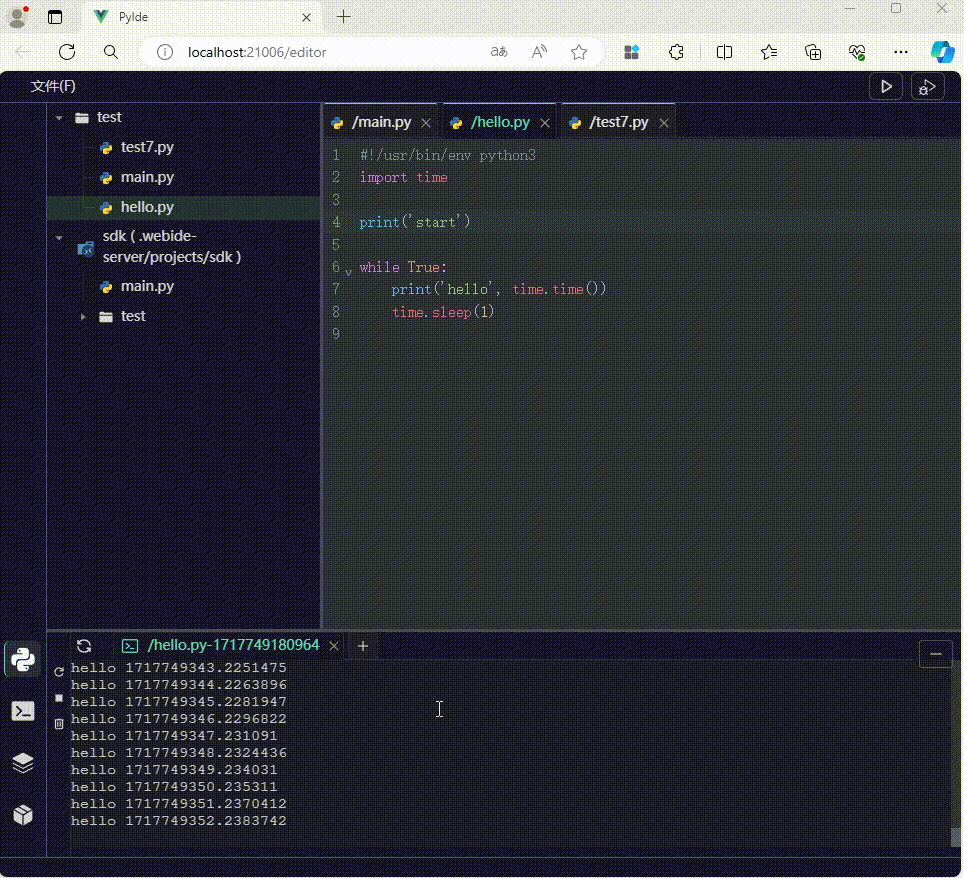 PyIde
localhost:21006/editor
aあ
文件(F)
test
test7.py
main.py
hello.py
sdk ( .webide-
server/projects/sdk )
main.py
test
/main.py
/hello.py
/test7.py
1 #!/usr/bin/env python3
2 import time
3
4 print('start')
5
6 while True:
7 print('hello', time.time())
8 time.sleep(1)
9
/hello.py-1717749180964
hello 1717749343.2251475
hello 1717749344.2263896
hello 1717749345.2281947
hello 1717749346.2296822
hello 1717749347.231091
hello 1717749348.2324436
hello 1717749349.234031
hello 1717749350.235311
hello 1717749351.2370412
hello 1717749352.2383742